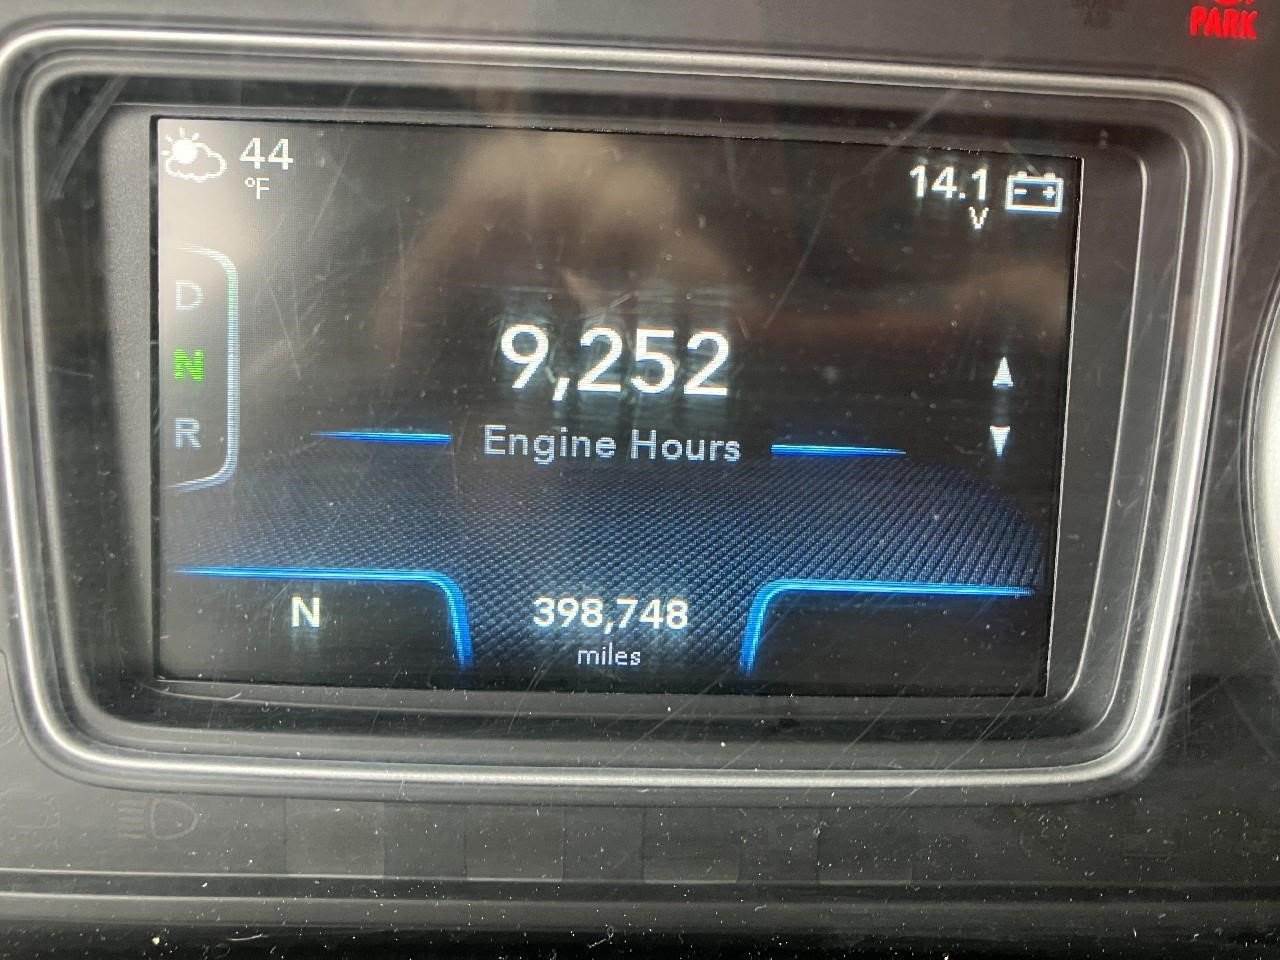 PARK
44
°F
14.1
V
D
N
R
9,252
Engine Hours
N
398,748
miles